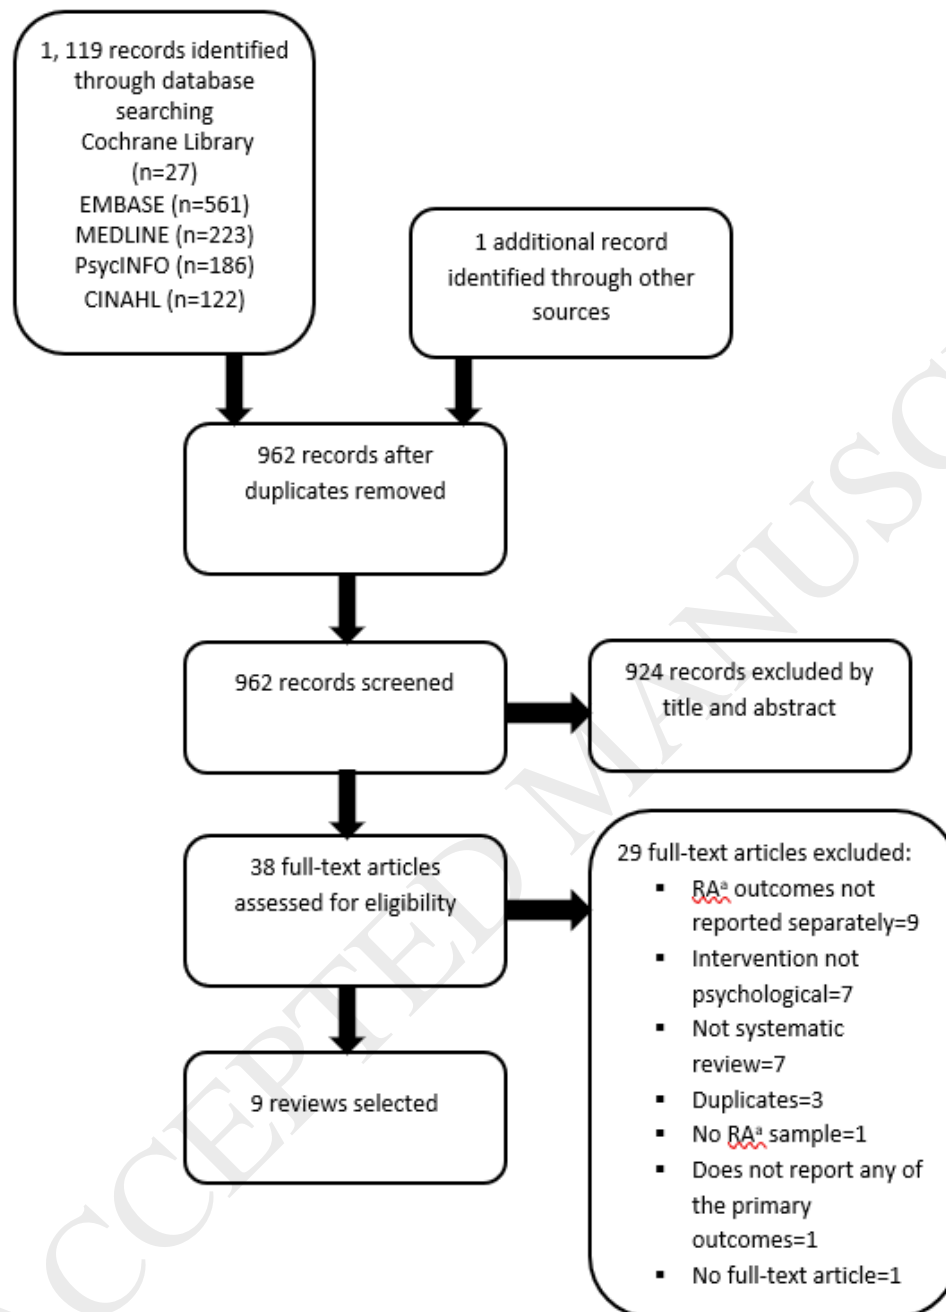 1, 119 records identified
through database
searching
Cochrane Library
(n=27)
EMBASE (n=561)
MEDLINE (n=223)
PsycINFO (n=186)
CINAHL (n=122)
1 additional record
identified through other
sources
962 records after
duplicates removed
962 records screened
924 records excluded by
title and abstract
38 full-text articles
assessed for eligibility
29 full-text articles excluded:
▪ RAᵃ outcomes not
reported separately=9
▪ Intervention not
psychological=7
▪ Not systematic
review=7
▪ Duplicates=3
▪ No RAᵃ sample=1
▪ Does not report any of
the primary
outcomes=1
▪ No full-text article=1
9 reviews selected
CCEPTED MANUSC